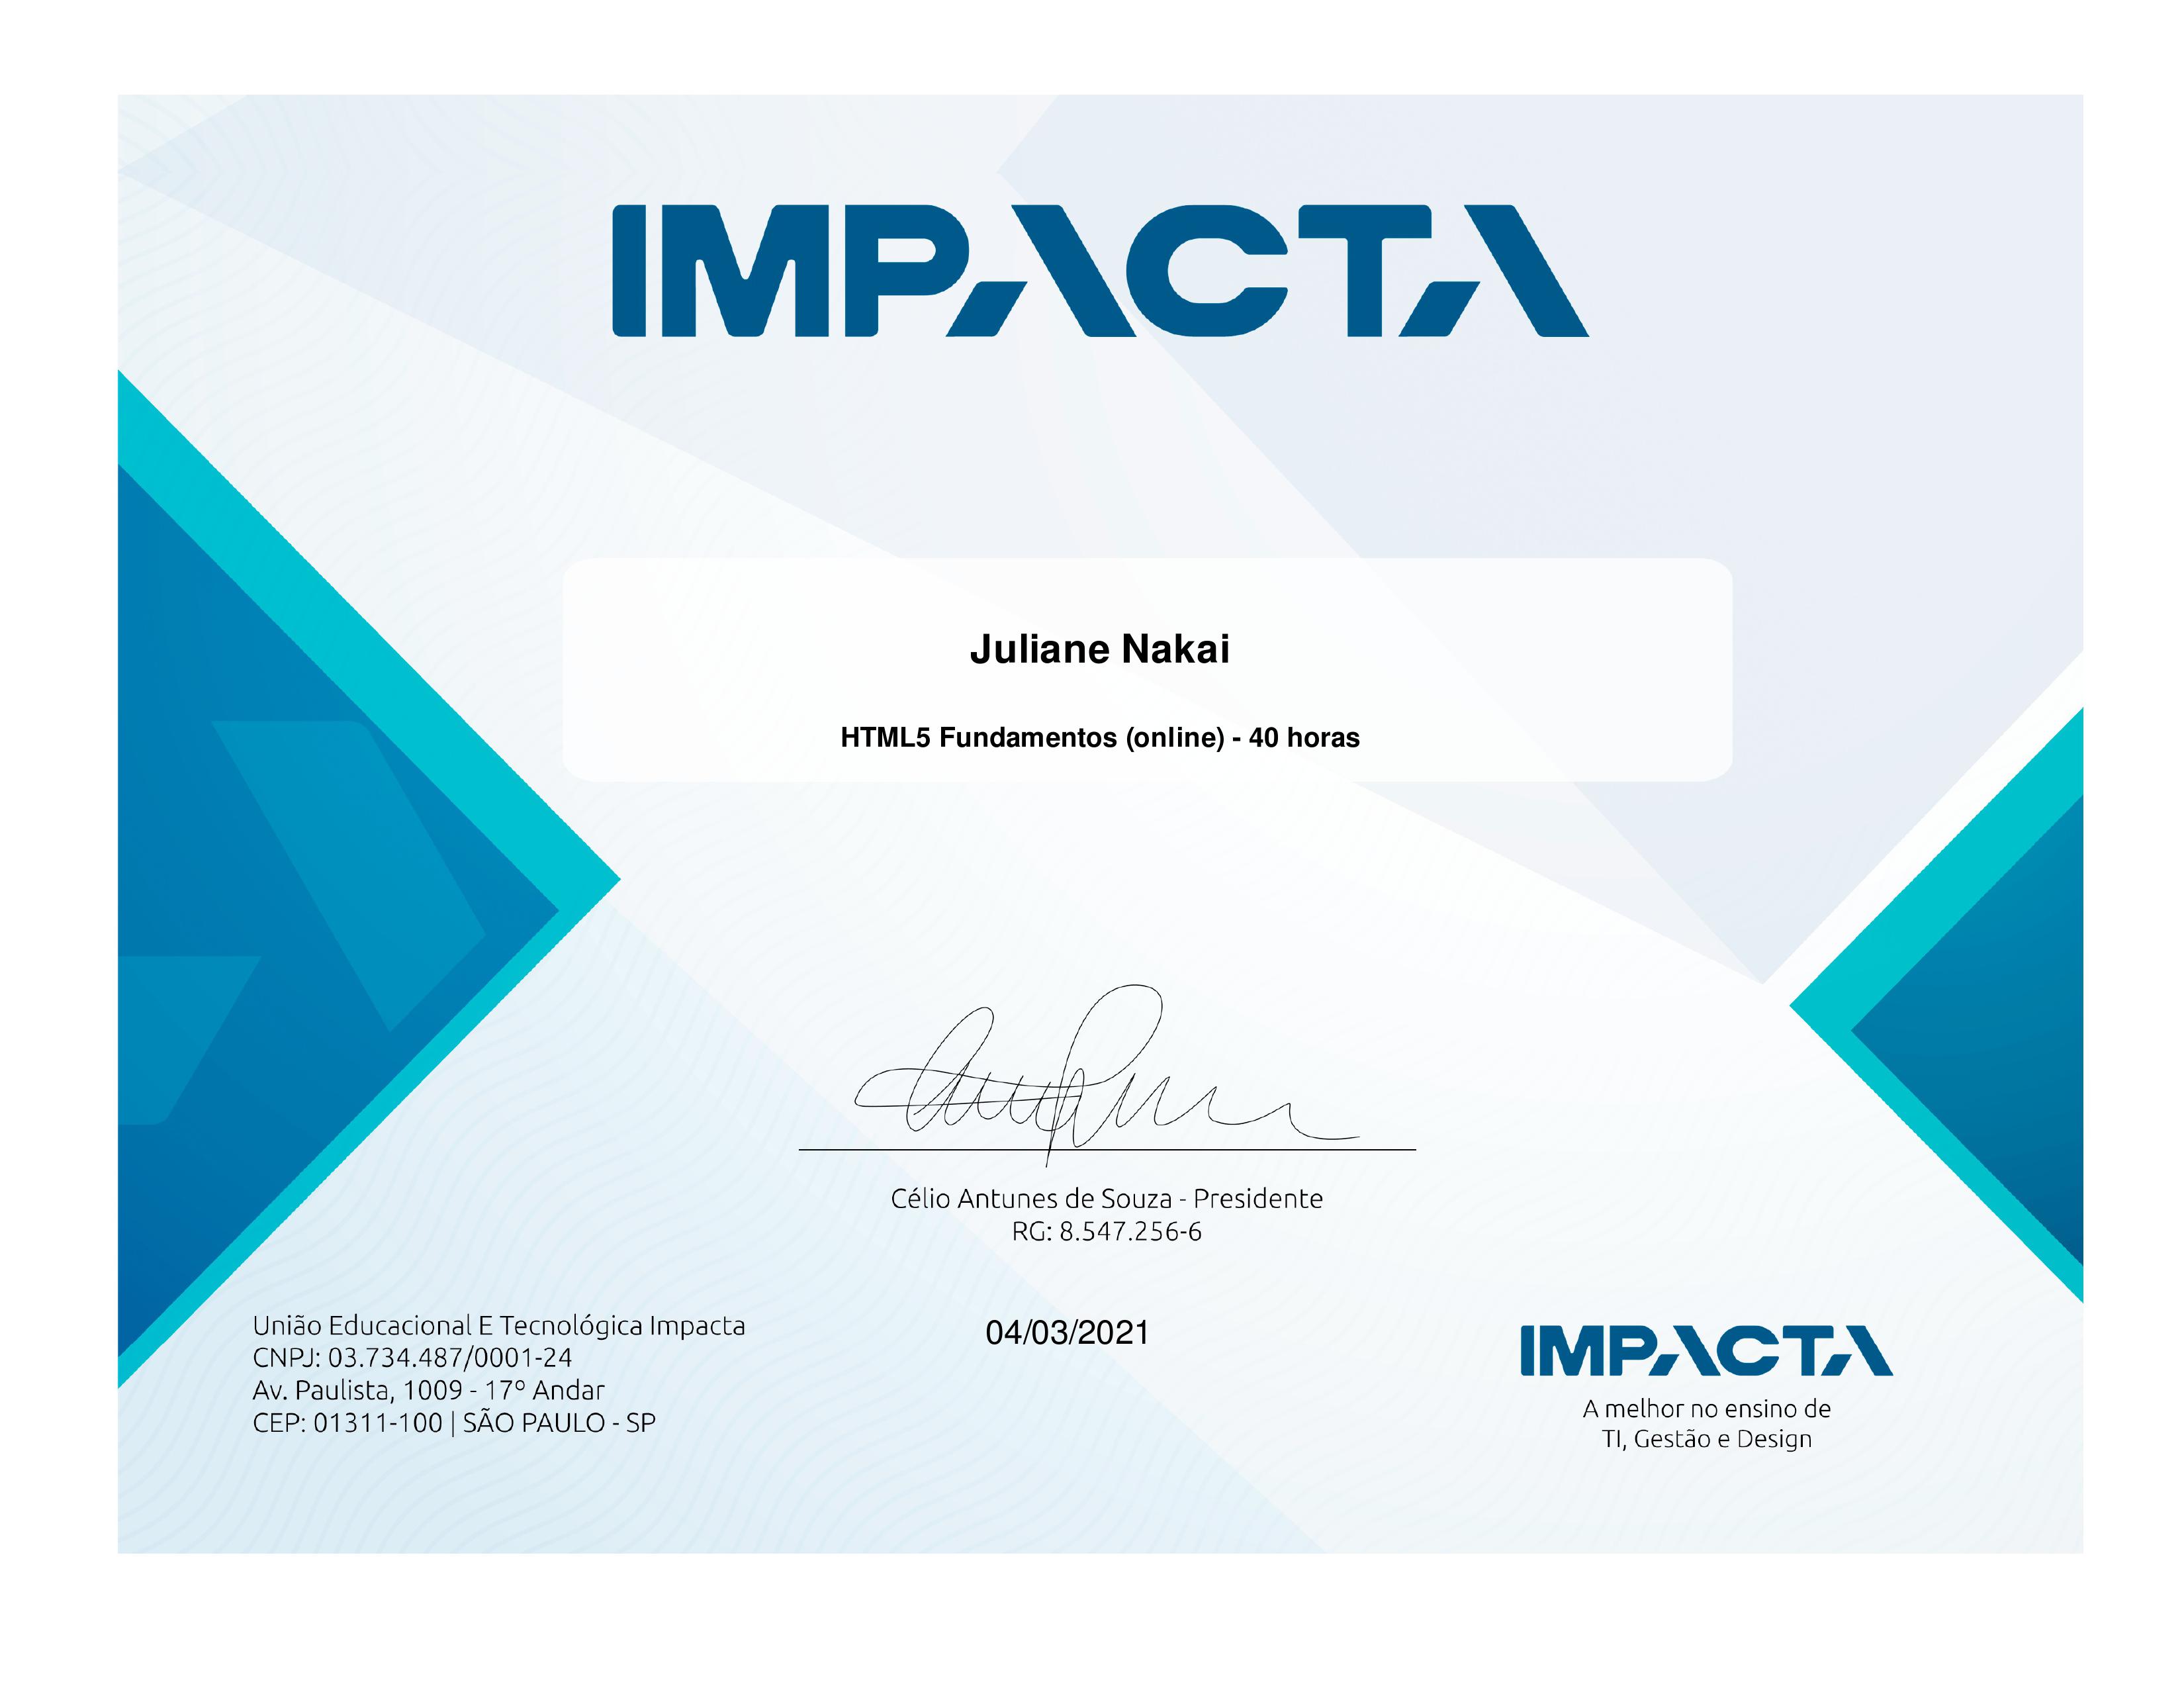 IMPACTA
Juliane Nakai
HTML5 Fundamentos (online) - 40 horas
Célio Antunes de Souza - Presidente
RG: 8.547.256-6
União Educacional E Tecnológica Impacta
CNPJ: 03.734.487/0001-24
Av. Paulista, 1009 - 17º Andar
CEP: 01311-100 | SÃO PAULO - SP
04/03/2021
IMPACTA
A melhor no ensino de
TI, Gestão e Design